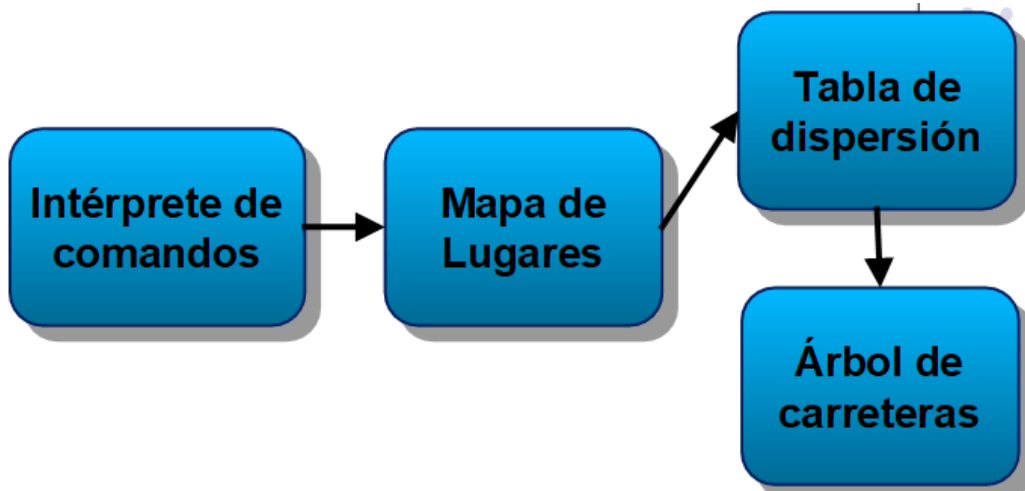 Intérprete de
comandos
Mapa de
Lugares
Tabla de
dispersión
Árbol de
carreteras